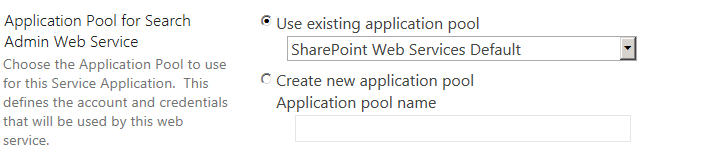 Application Pool for Search
Admin Web Service
Choose the Application Pool to use
for this Service Application.  This
defines the account and credentials
that will be used by this web
service.
Use existing application pool
SharePoint Web Services Default
Create new application pool
Application pool name